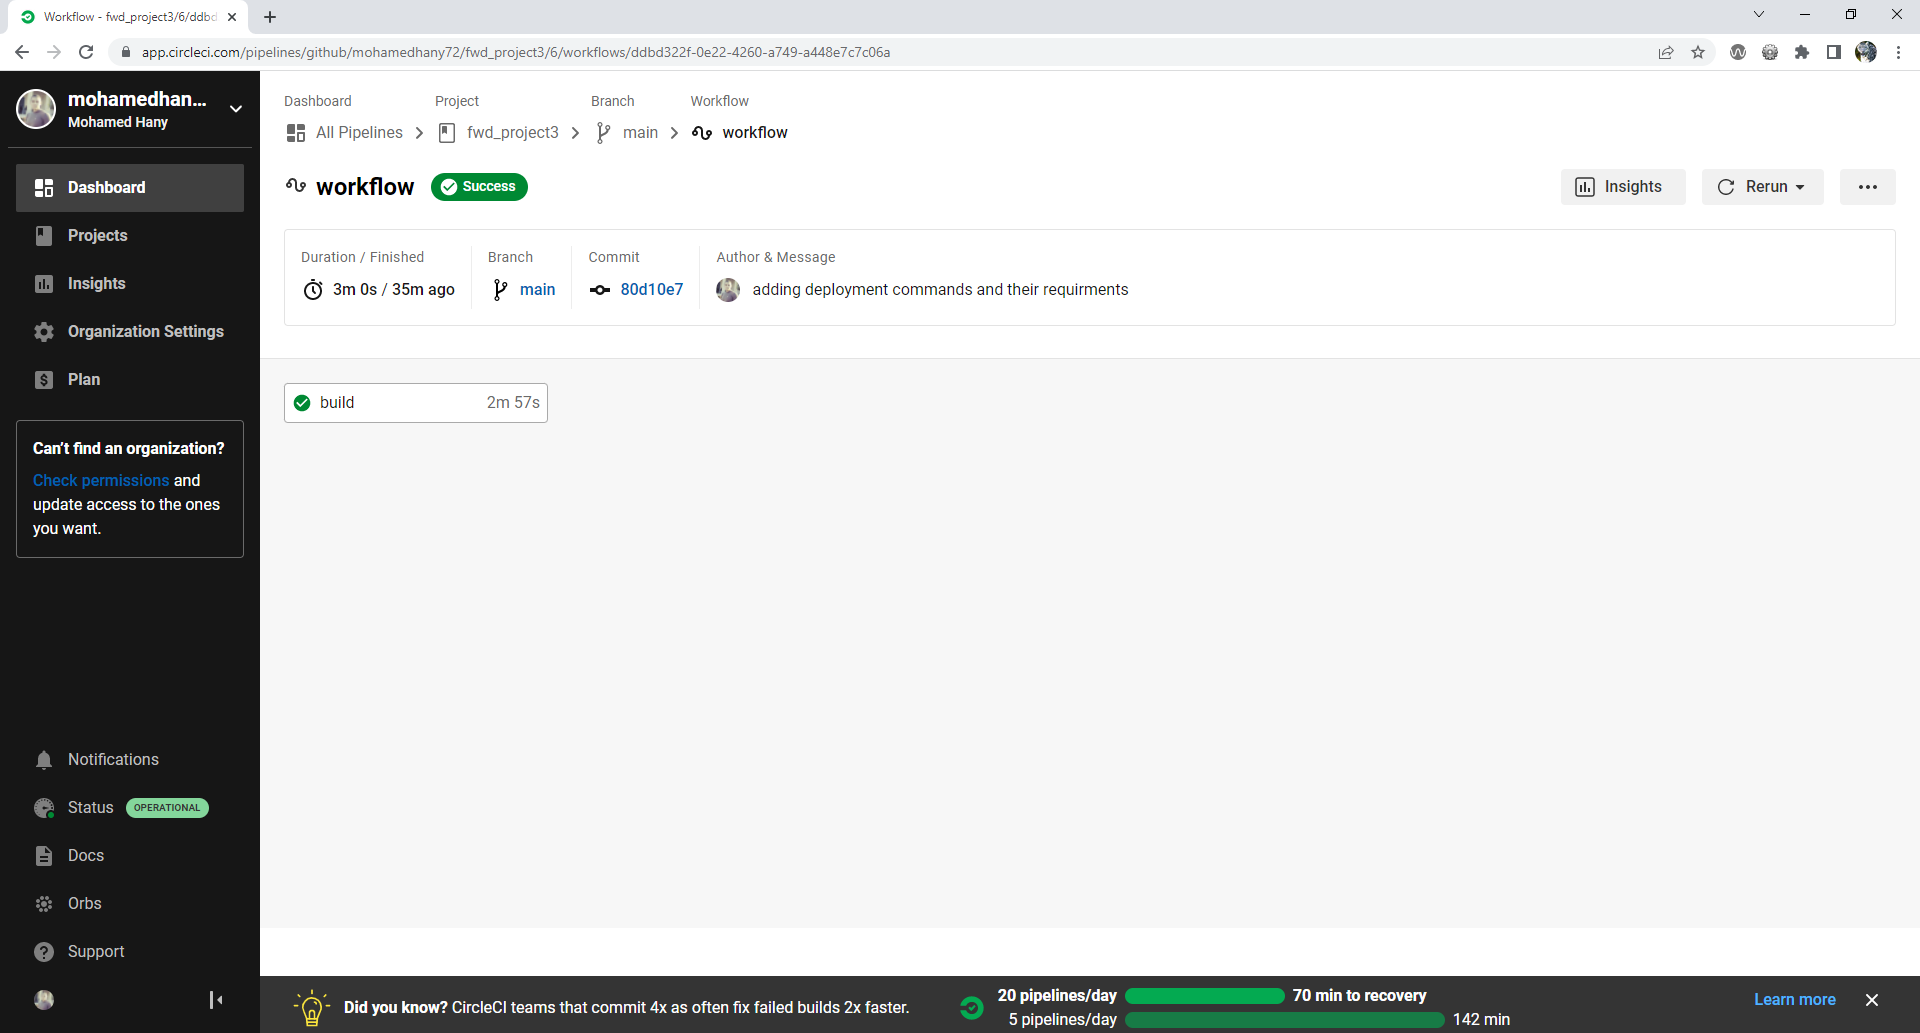 Workflow - fwd_project3/6/ddbd
app.circleci.com/pipelines/github/mohamedhany72/fwd_project3/6/workflows/ddbd322f-0e22-4260-a749-a448e7c7c06a
mohamedhan...
Mohamed Hany
Dashboard
Projects
Insights
Organization Settings
Plan
Can't find an organization?
Check permissions and
update access to the ones
you want.
Notifications
Status OPERATIONAL
Docs
Orbs
Support
Dashboard Project Branch Workflow
All Pipelines fwd_project3 main workflow
workflow Success
Insights Rerun
Duration / Finished Branch Commit Author & Message
3m 0s / 35m ago main 80d10e7 adding deployment commands and their requirments
build 2m 57s
Did you know? CircleCI teams that commit 4x as often fix failed builds 2x faster.
20 pipelines/day 70 min to recovery
5 pipelines/day 142 min
Learn more